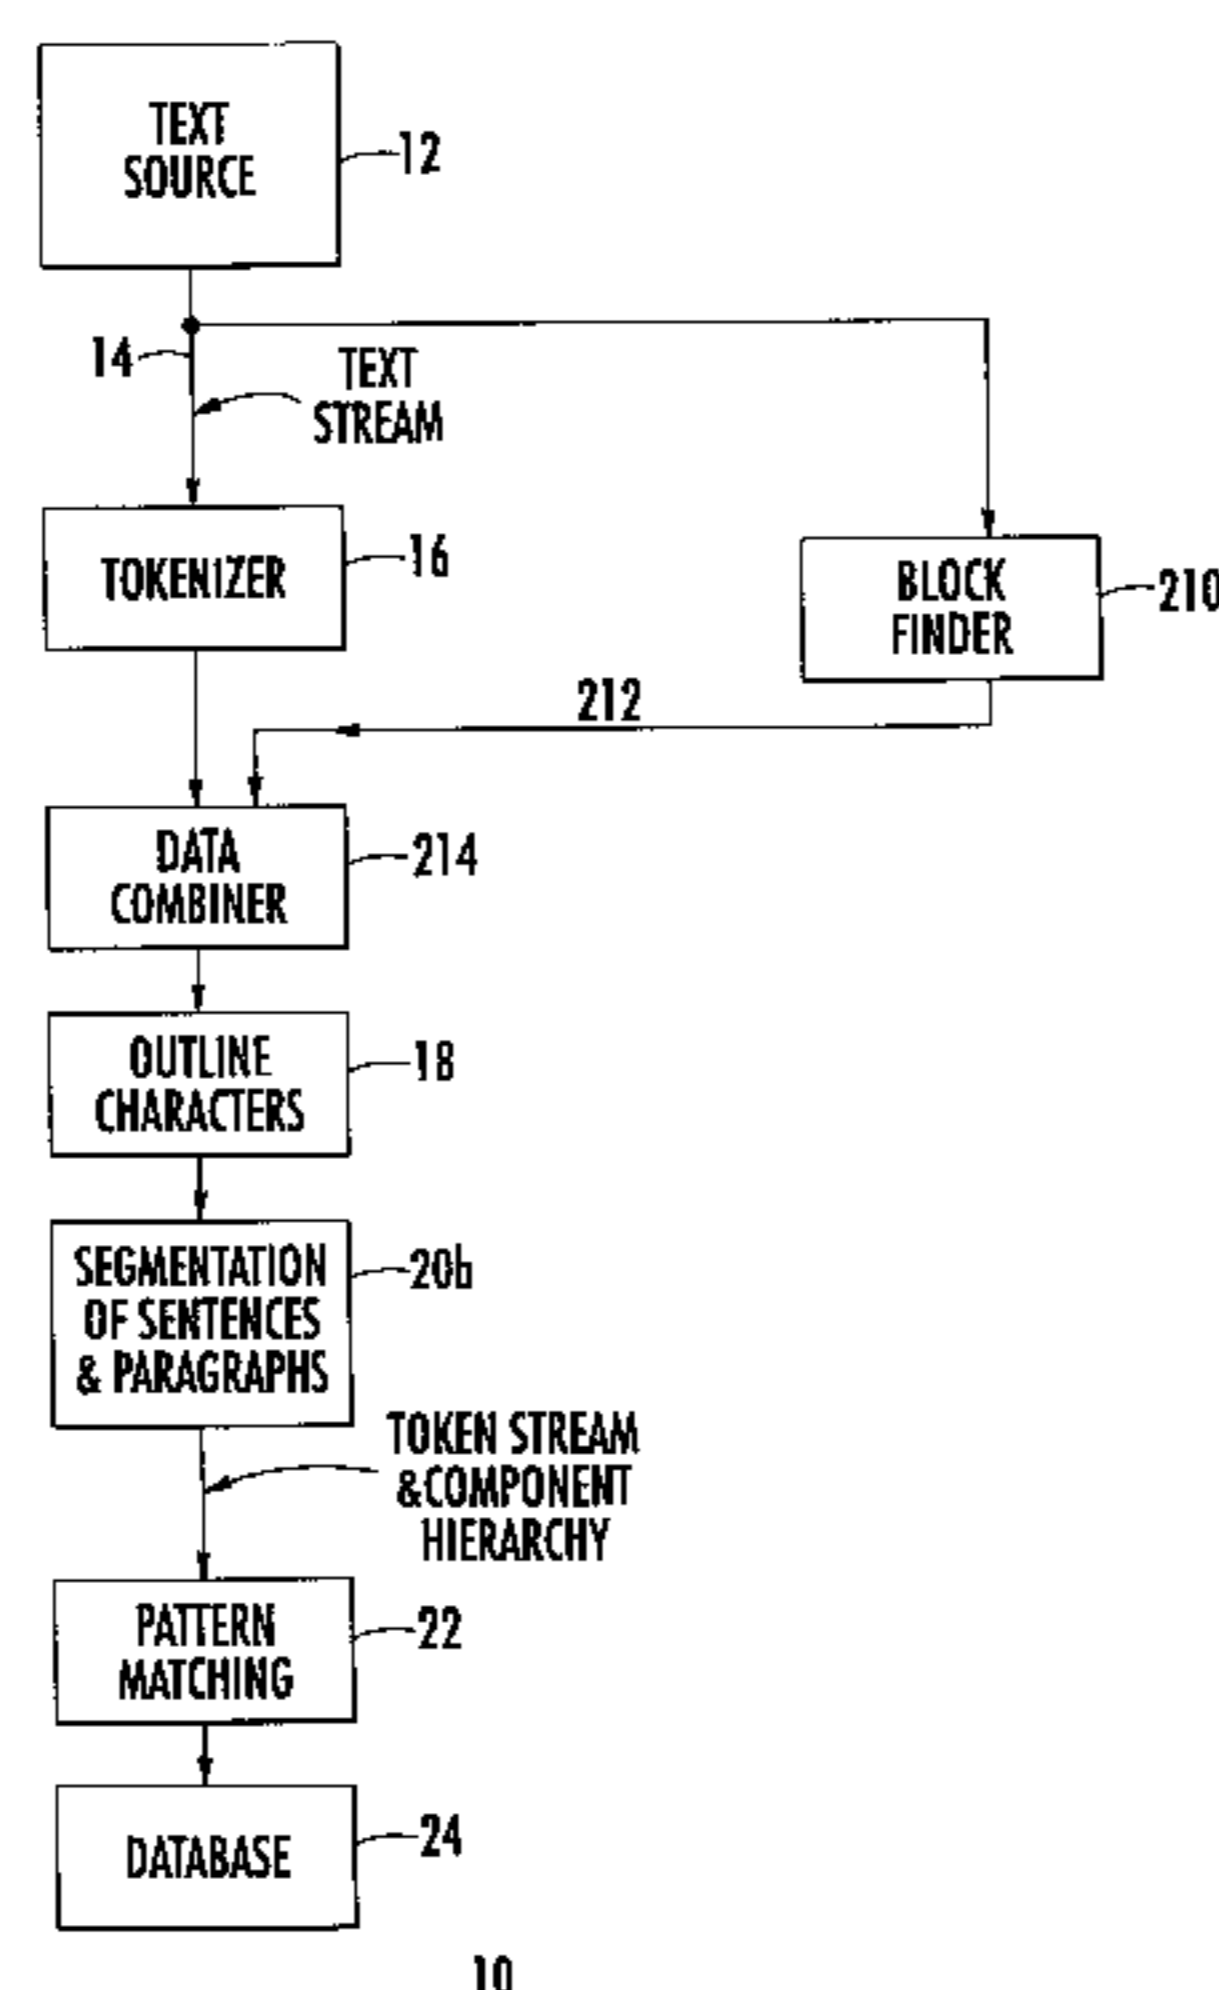 TEXT
SOURCE
12
14
TEXT
STREAM
TOKENIZER
16
BLOCK
FINDER
210
212
DATA
COMBINER
214
OUTLINE
CHARACTERS
18
SEGMENTATION
OF SENTENCES
& PARAGRAPHS
20b
TOKEN STREAM
&COMPONENT
HIERARCHY
PATTERN
MATCHING
22
DATABASE
24
10